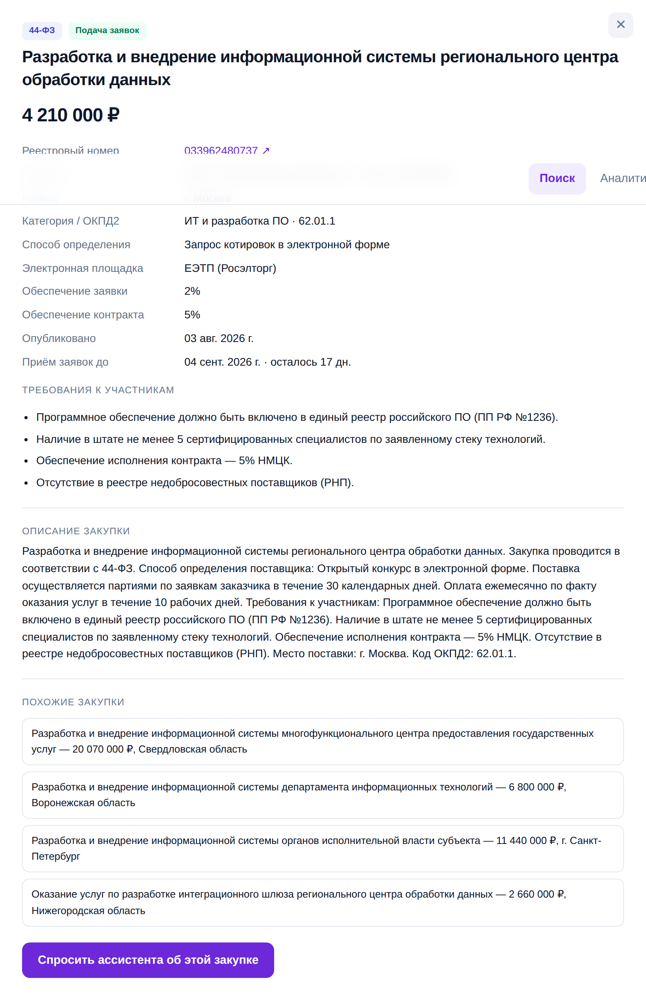 44-ФЗ Подача заявок ✕
Разработка и внедрение информационной системы регионального центра
обработки данных
4 210 000 ₽
Реестровый номер 033962480737 ↗
Поиск Аналити
Регион г. Москва
Категория / ОКПД2 ИТ и разработка ПО · 62.01.1
Способ определения Запрос котировок в электронной форме
Электронная площадка ЕЭТП (Росэлторг)
Обеспечение заявки 2%
Обеспечение контракта 5%
Опубликовано 03 авг. 2026 г.
Приём заявок до 04 сент. 2026 г. · осталось 17 дн.
ТРЕБОВАНИЯ К УЧАСТНИКАМ
• Программное обеспечение должно быть включено в единый реестр российского ПО (ПП РФ №1236).
• Наличие в штате не менее 5 сертифицированных специалистов по заявленному стеку технологий.
• Обеспечение исполнения контракта — 5% НМЦК.
• Отсутствие в реестре недобросовестных поставщиков (РНП).
ОПИСАНИЕ ЗАКУПКИ
Разработка и внедрение информационной системы регионального центра обработки данных. Закупка проводится в
соответствии с 44-ФЗ. Способ определения поставщика: Открытый конкурс в электронной форме. Поставка
осуществляется партиями по заявкам заказчика в течение 30 календарных дней. Оплата ежемесячно по факту
оказания услуг в течение 10 рабочих дней. Требования к участникам: Программное обеспечение должно быть
включено в единый реестр российского ПО (ПП РФ №1236). Наличие в штате не менее 5 сертифицированных
специалистов по заявленному стеку технологий. Обеспечение исполнения контракта — 5% НМЦК. Отсутствие в
реестре недобросовестных поставщиков (РНП). Место поставки: г. Москва. Код ОКПД2: 62.01.1.
ПОХОЖИЕ ЗАКУПКИ
Разработка и внедрение информационной системы многофункционального центра предоставления государственных
услуг — 20 070 000 ₽, Свердловская область
Разработка и внедрение информационной системы департамента информационных технологий — 6 800 000 ₽,
Воронежская область
Разработка и внедрение информационной системы органов исполнительной власти субъекта — 11 440 000 ₽, г. Санкт-
Петербург
Оказание услуг по разработке интеграционного шлюза регионального центра обработки данных — 2 660 000 ₽,
Нижегородская область
Спросить ассистента об этой закупке